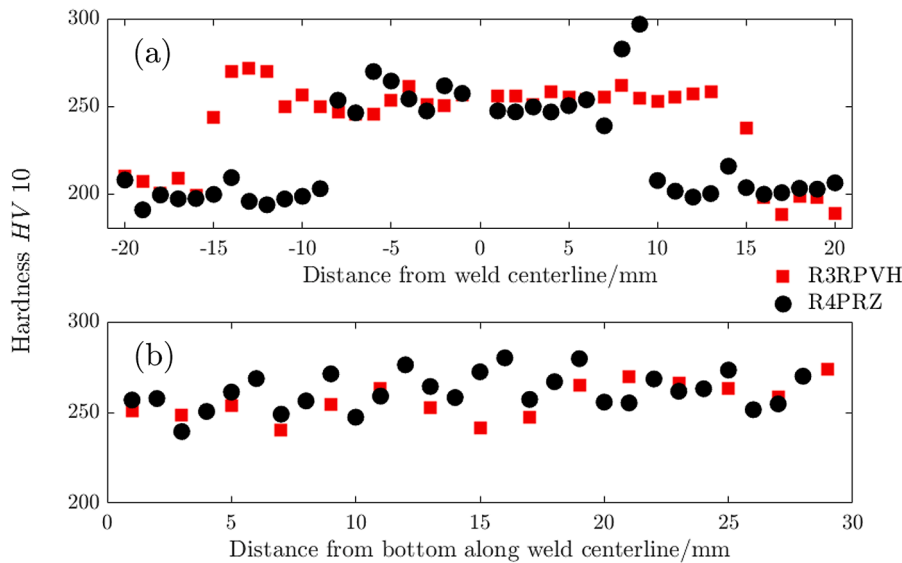 300
(a)
250
200
-20 -15 -10 -5 0 5 10 15 20
Distance from weld centerline/mm
Hardness HV 10
R3RPVH
R4PRZ
300
(b)
250
200
0 5 10 15 20 25 30
Distance from bottom along weld centerline/mm